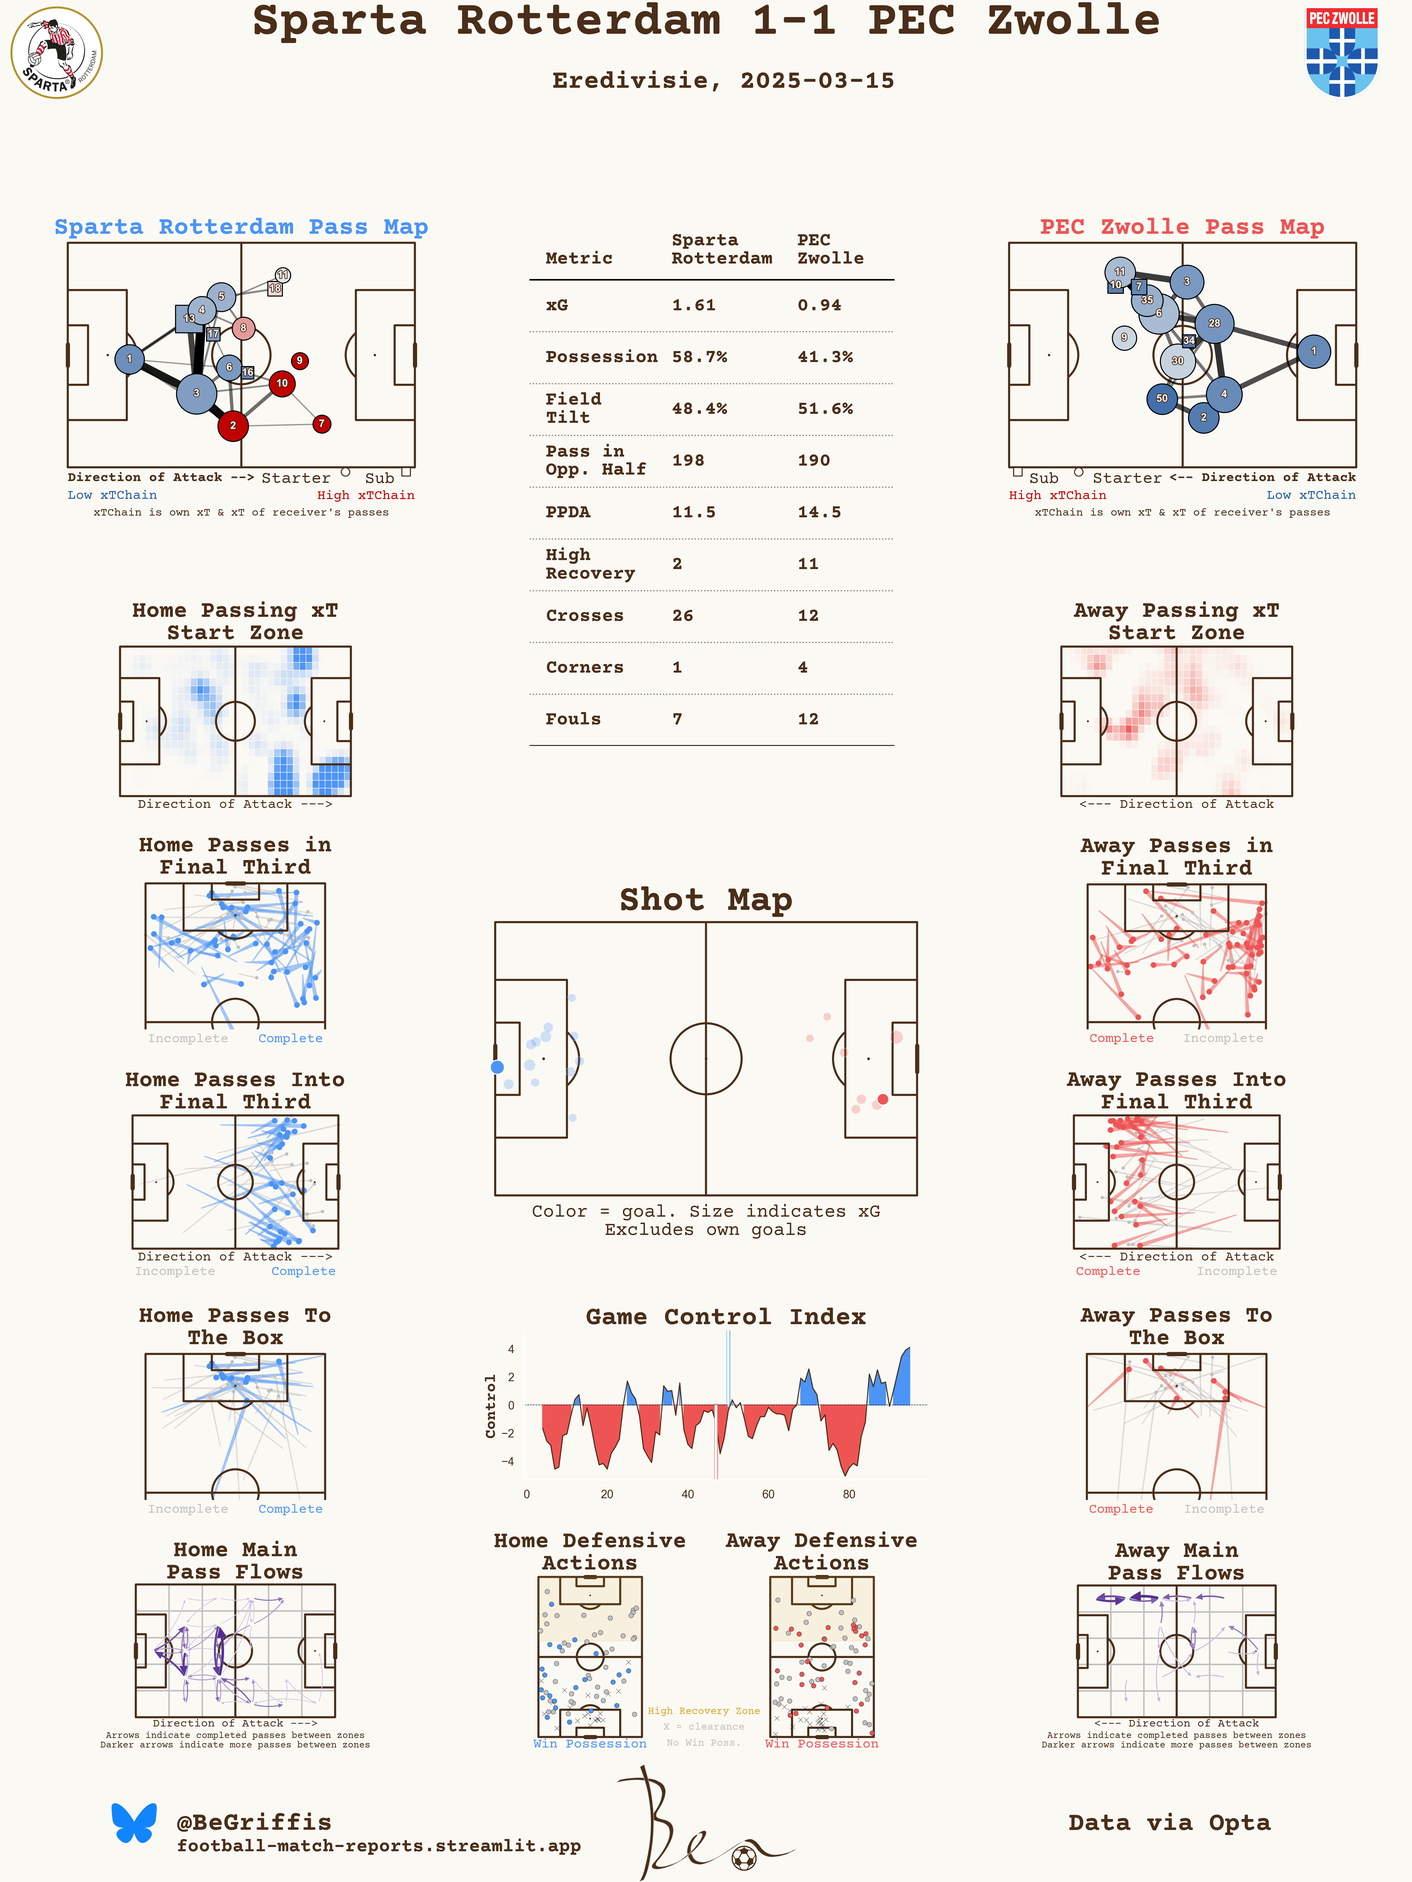 Sparta Rotterdam 1-1 PEC Zwolle
Eredivisie, 2025-03-15
SPARTA
ROTTERDAM
PEC ZWOLLE
Sparta Rotterdam Pass Map
11
18
5
4
13
17
8
1
6
16
9
10
3
2
7
Direction of Attack --> Starter Sub
Low xTChain High xTChain
xTChain is own xT & xT of receiver's passes
Metric Sparta Rotterdam PEC Zwolle
xG 1.61 0.94
Possession 58.7% 41.3%
Field Tilt 48.4% 51.6%
Pass in Opp. Half 198 190
PPDA 11.5 14.5
High Recovery 2 11
Crosses 26 12
Corners 1 4
Fouls 7 12
PEC Zwolle Pass Map
11
10
7
3
35
6
28
9
34
30
1
50
4
2
Sub Starter <-- Direction of Attack
High xTChain Low xTChain
xTChain is own xT & xT of receiver's passes
Home Passing xT
Start Zone
Direction of Attack --->
Away Passing xT
Start Zone
<--- Direction of Attack
Home Passes in
Final Third
Incomplete Complete
Away Passes in
Final Third
Complete Incomplete
Shot Map
Color = goal. Size indicates xG
Excludes own goals
Home Passes Into
Final Third
Direction of Attack --->
Incomplete Complete
Away Passes Into
Final Third
<--- Direction of Attack
Complete Incomplete
Home Passes To
The Box
Incomplete Complete
Game Control Index
Control
4
2
0
−2
−4
0 20 40 60 80
Away Passes To
The Box
Complete Incomplete
Home Main
Pass Flows
Direction of Attack --->
Arrows indicate completed passes between zones
Darker arrows indicate more passes between zones
Home Defensive
Actions
Win Possession
High Recovery Zone
X = clearance
No Win Poss.
Away Defensive
Actions
Win Possession
Away Main
Pass Flows
<--- Direction of Attack
Arrows indicate completed passes between zones
Darker arrows indicate more passes between zones
@BeGriffis
football-match-reports.streamlit.app
Ben
Data via Opta